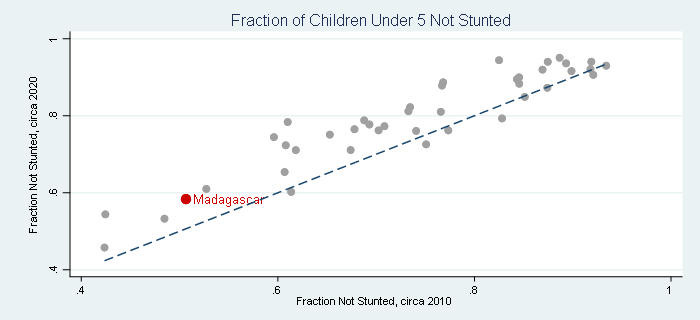 Fraction of Children Under 5 Not Stunted
Fraction Not Stunted, circa 2020
1
.8
.6
.4
Madagascar
.4 .6 .8 1
Fraction Not Stunted, circa 2010